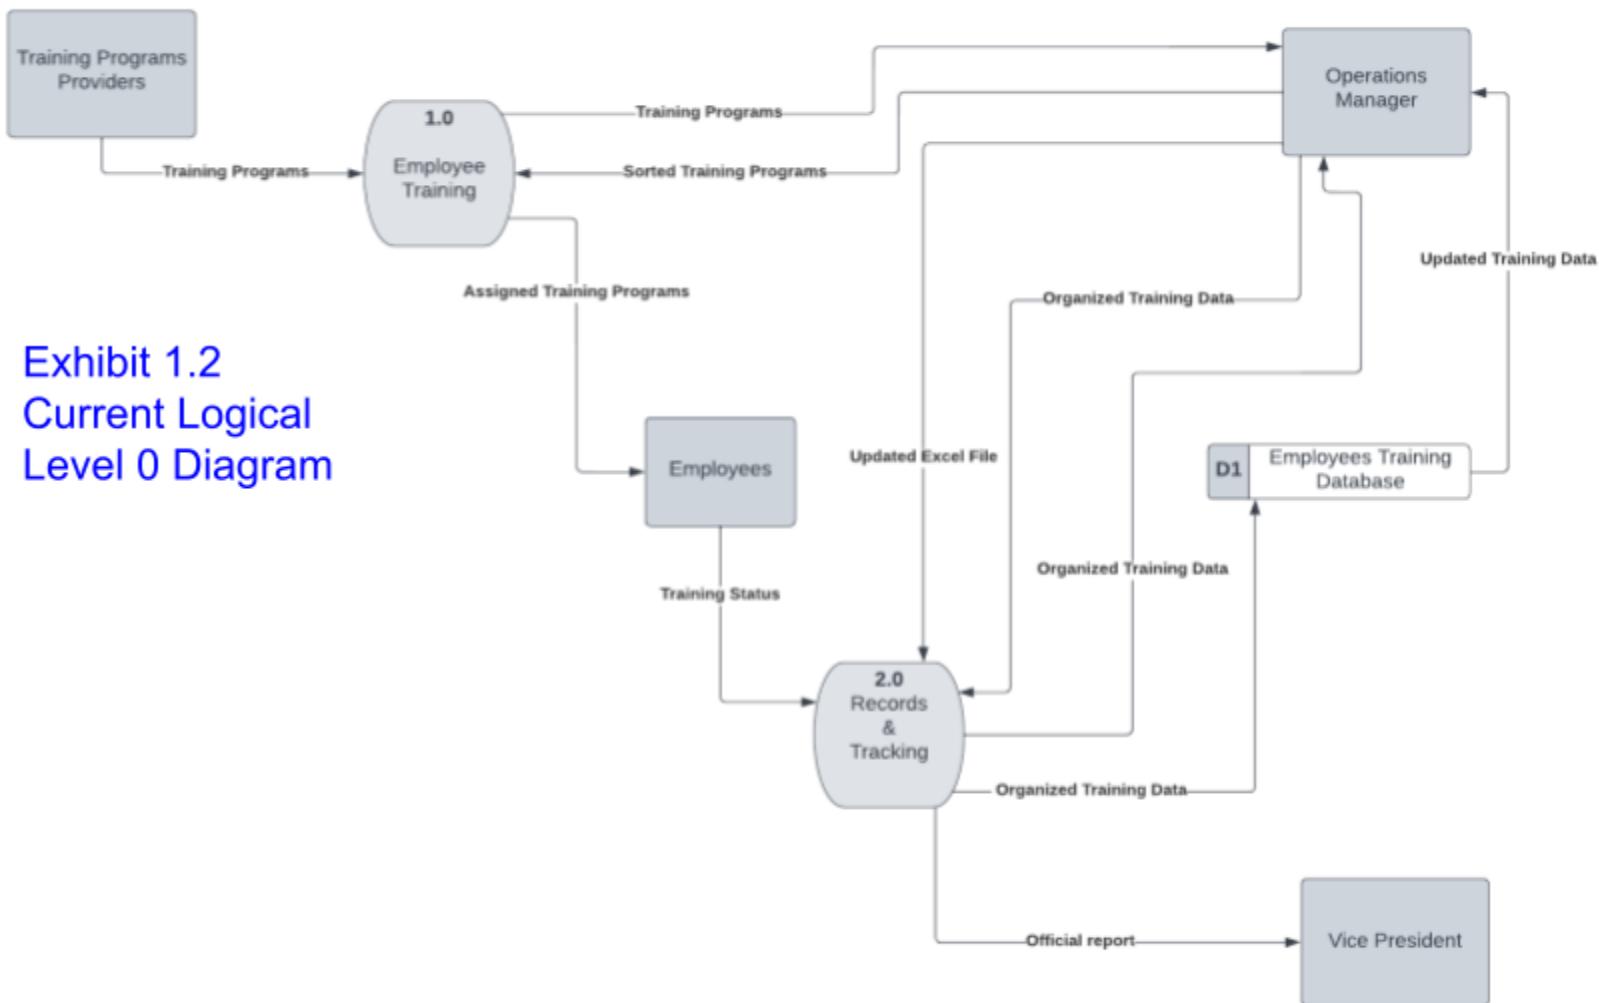 Training Programs
Providers
Operations
Manager
1.0
Employee
Training
Training Programs
Training Programs
Sorted Training Programs
Updated Training Data
Assigned Training Programs
Organized Training Data
Exhibit 1.2
Current Logical
Level 0 Diagram
Employees
Updated Excel File
D1
Employees Training
Database
Organized Training Data
Training Status
2.0
Records
&
Tracking
Organized Training Data
Official report
Vice President